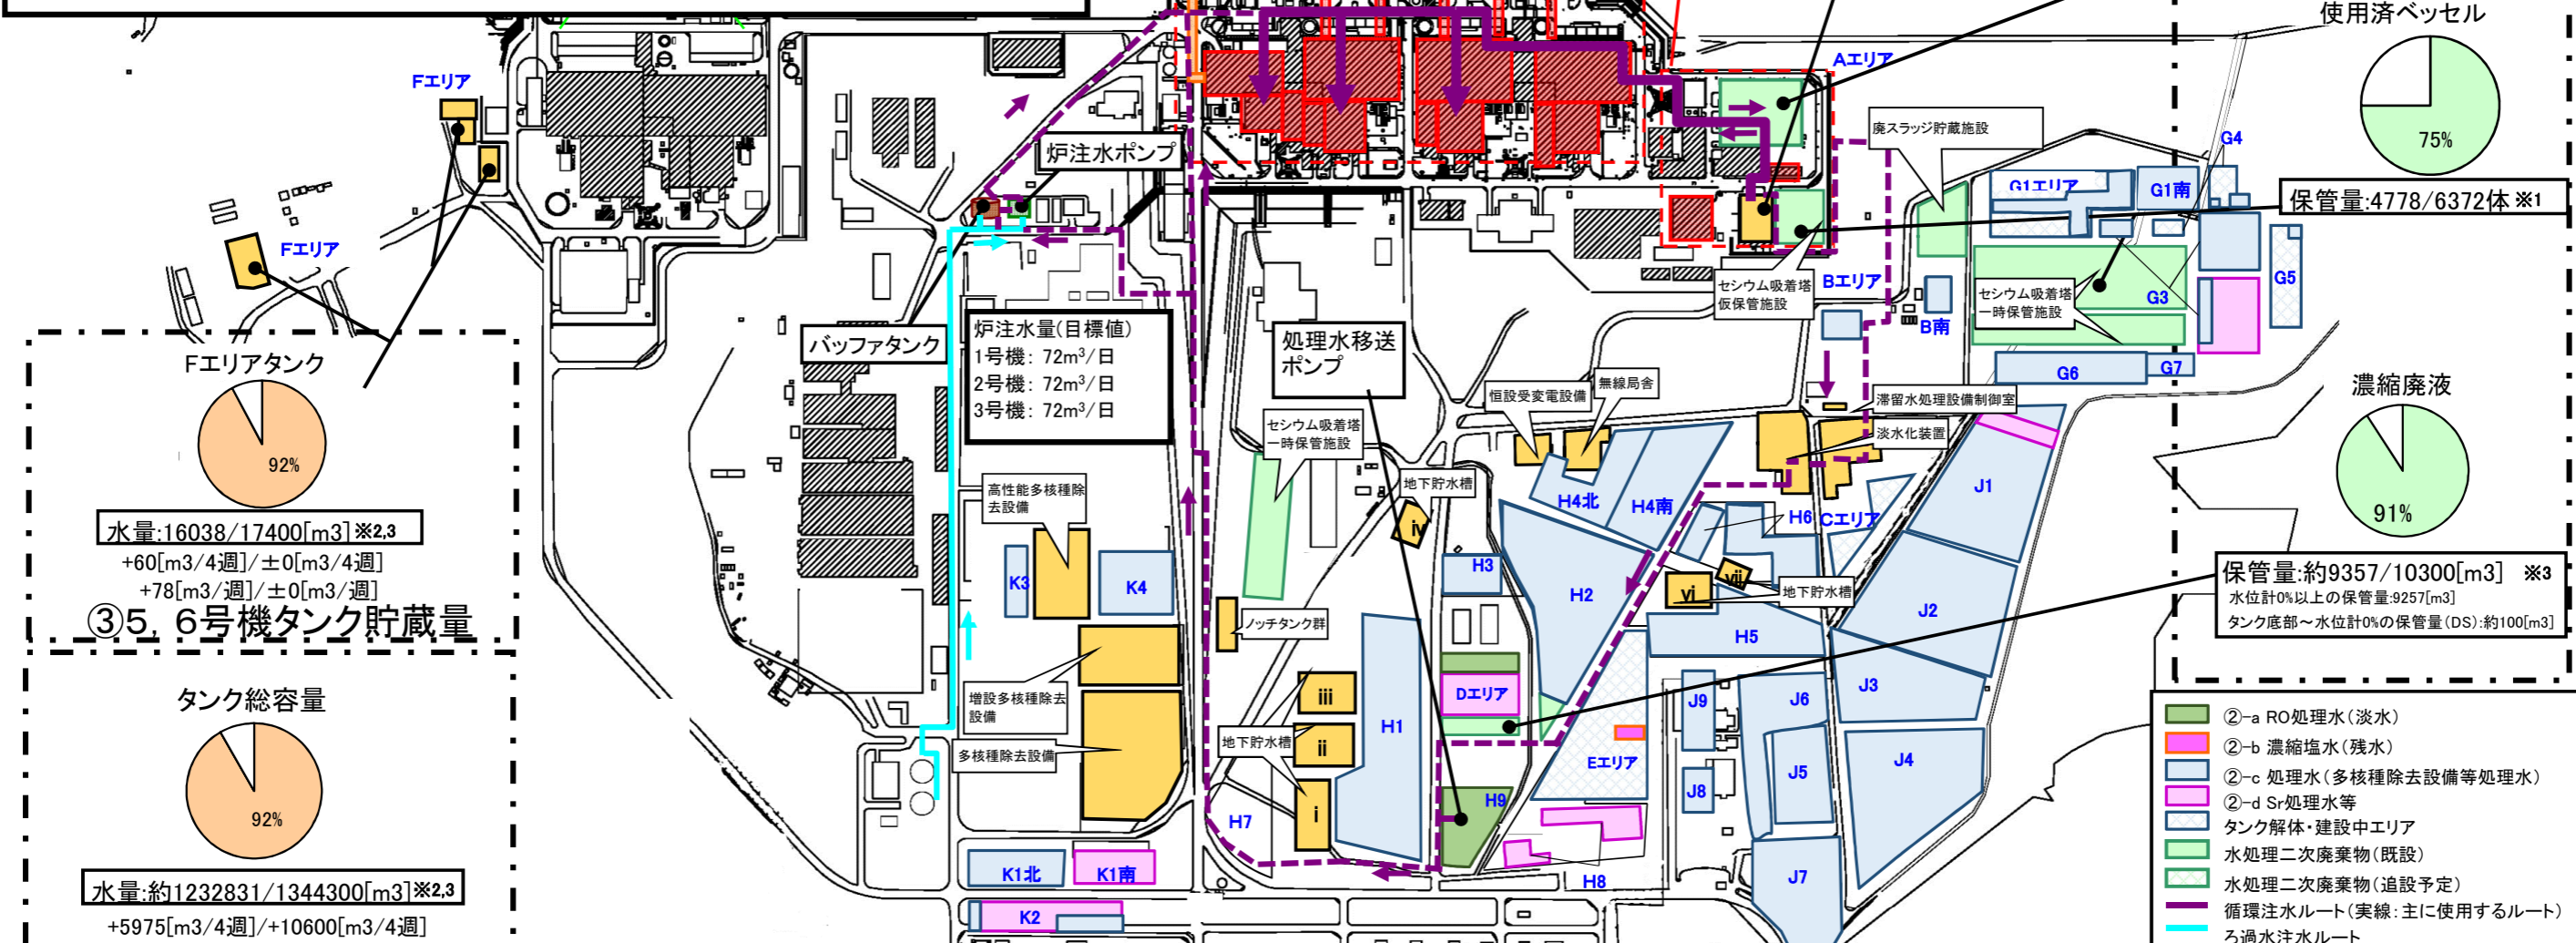 使用済ベッセル
75%
保管量:4778/6372体 ※1
Fエリア
Fエリア
Aエリア
廃スラッジ貯蔵施設
G4
G1エリア
G1南
炉注水ポンプ
セシウム吸着塔
仮保管施設
Bエリア
B南
セシウム吸着塔
一時保管施設
G3
G5
G6
G7
Fエリアタンク
92%
水量:16038/17400[m3]※2,3
+60[m3/4週]/±0[m3/4週]
+78[m3/週]/±0[m3/週]
③5, 6号機タンク貯蔵量
バッファタンク
炉注水量(目標値)
1号機: 72m³/日
2号機: 72m³/日
3号機: 72m³/日
処理水移送
ポンプ
恒設受変電設備
無線局舎
滞留水処理設備制御室
淡水化装置
濃縮廃液
91%
保管量:約9357/10300[m3] ※3
水位計0%以上の保管量:9257[m3]
タンク底部~水位計0%の保管量(DS):約100[m3]
セシウム吸着塔
一時保管施設
高性能多核種除
去設備
地下貯水槽
iv
H4北
H4南
H6
Cエリア
J1
K3
K4
H3
H2
vi
vii
地下貯水槽
J2
H5
ノッチタンク群
増設多核種除去
設備
多核種除去設備
iii
ii
i
地下貯水槽
H1
Dエリア
Eエリア
J9
J6
J3
J8
J5
J4
H7
H9
H8
J7
K1北
K1南
K2
タンク総容量
92%
水量:約1232831/1344300[m3]※2,3
+5975[m3/4週]/+10600[m3/4週]
②-a RO処理水(淡水)
②-b 濃縮塩水(残水)
②-c 処理水(多核種除去設備等処理水)
②-d Sr処理水等
タンク解体・建設中エリア
水処理二次廃棄物(既設)
水処理二次廃棄物(追設予定)
循環注水ルート(実線:主に使用するルート)
ろ過水注水ルート